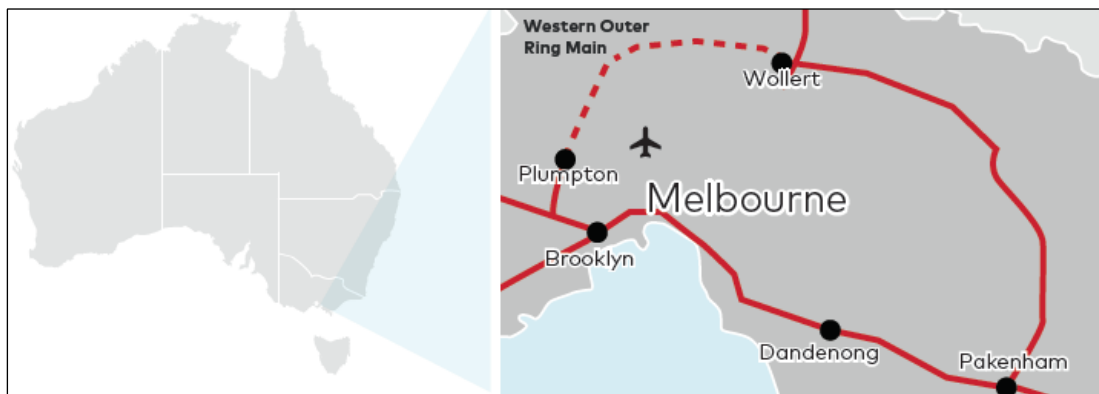 Western Outer
Ring Main
Wollert
Plumpton
Melbourne
Brooklyn
Dandenong
Pakenham